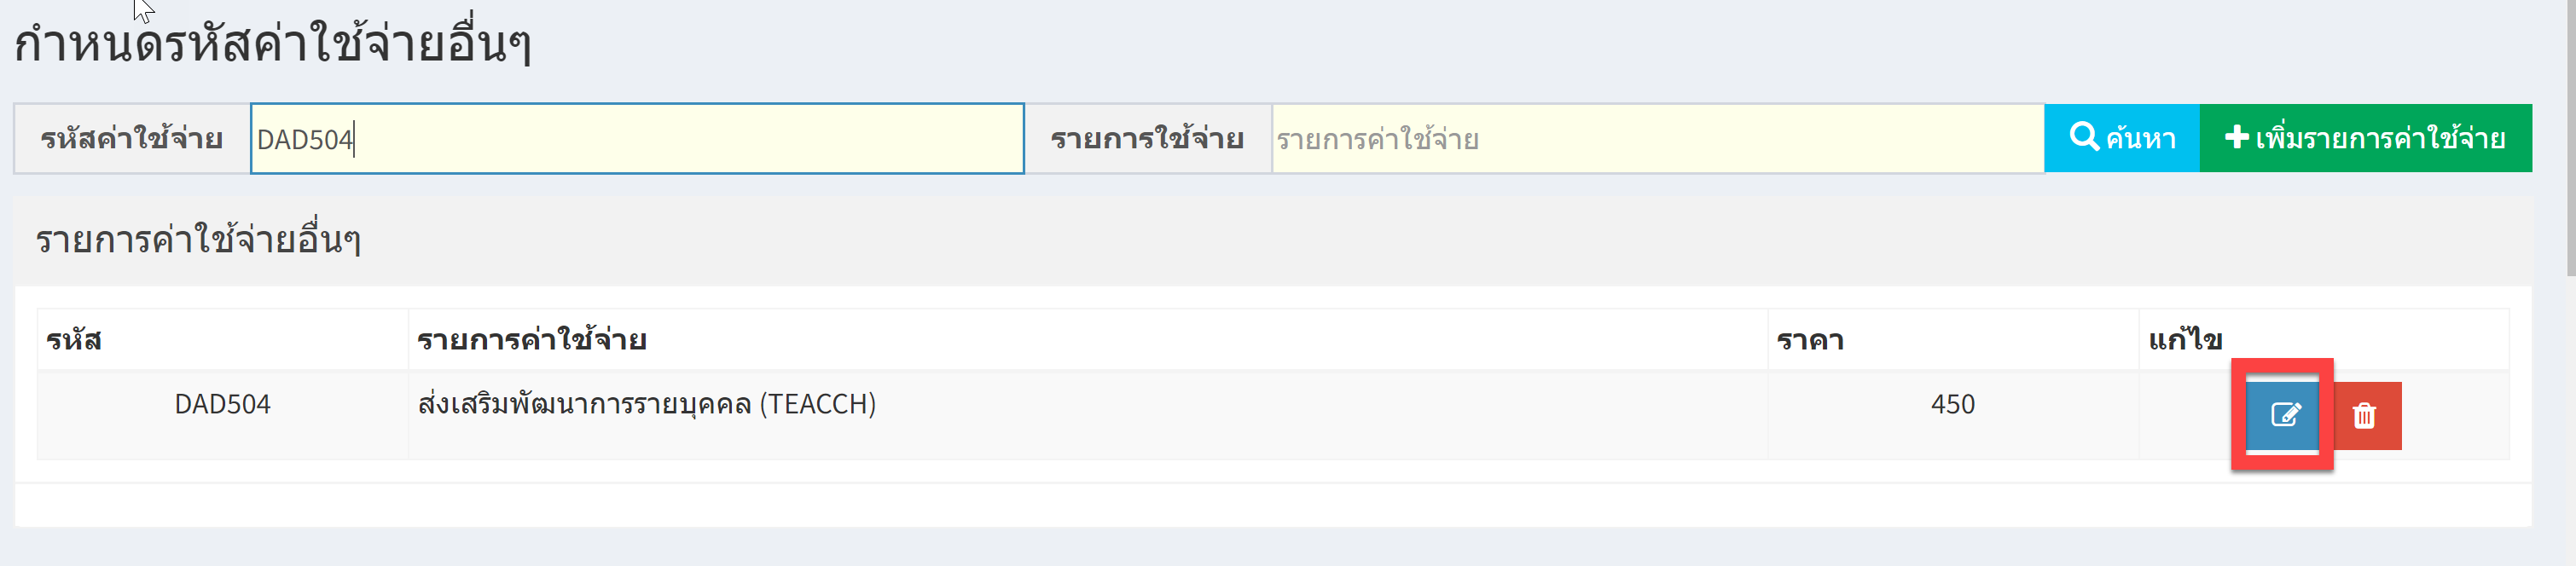 กำหนดรหัสค่าใช้จ่ายอื่นๆ
รหัสค่าใช้จ่าย DAD504 รายการใช้จ่าย รายการค่าใช้จ่าย ค้นหา เพิ่มรายการค่าใช้จ่าย
รายการค่าใช้จ่ายอื่นๆ
รหัส รายการค่าใช้จ่าย ราคา แก้ไข
DAD504 ส่งเสริมพัฒนาการรายบุคคล (TEACCH) 450